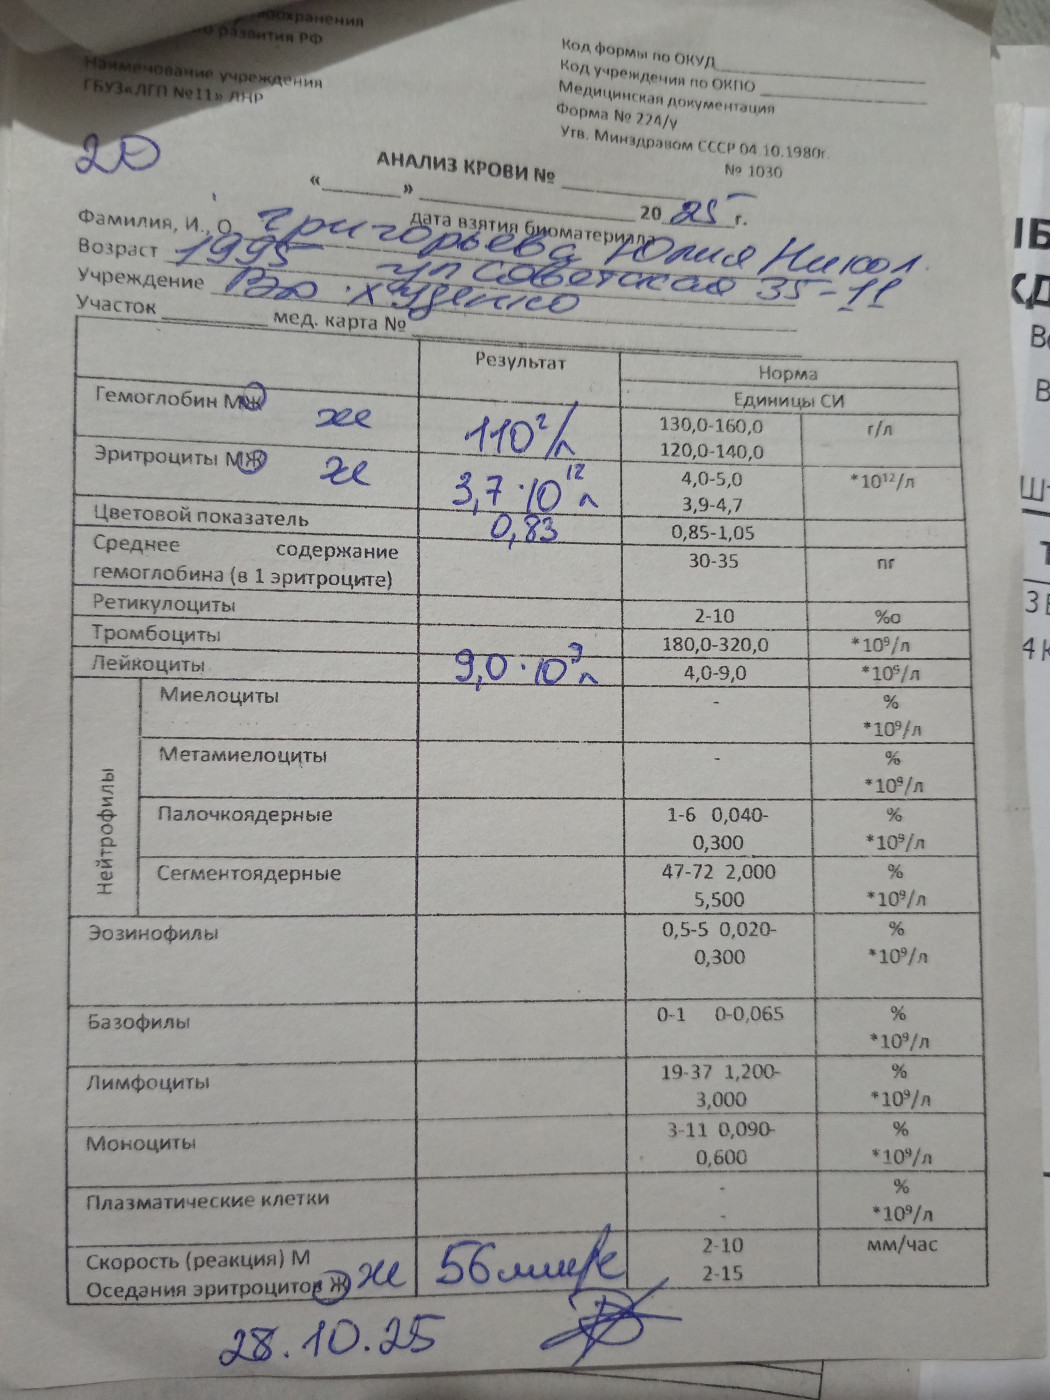 оохранения
о развития РФ
Наименование учреждения
ГБУЗ«ЛГП №11» ЛНР
Код формы по ОКУД
Код учреждения по ОКПО
Медицинская документация
Форма № 224/у
Утв. Минздравом СССР 04.10.1980г.
№ 1030
20
АНАЛИЗ КРОВИ №
« » 2025 г.
дата взятия биоматериала
Фамилия, И., О. Григорьева Юлия Никол.
Возраст 1995 ул Советская 35-11
Учреждение Худенко
Участок мед. карта №
Результат Норма
Единицы СИ
Гемоглобин МЖ ж 110 г/л 130,0-160,0 г/л
120,0-140,0
Эритроциты МЖ ж 3,7·10¹² л 4,0-5,0 *10¹²/л
3,9-4,7
Цветовой показатель 0,83 0,85-1,05
Среднее содержание 30-35 пг
гемоглобина (в 1 эритроците)
Ретикулоциты 2-10 %о
Тромбоциты 180,0-320,0 *10⁹/л
Лейкоциты 9,0·10⁹ л 4,0-9,0 *10⁹/л
Нейтрофилы
Миелоциты - %
*10⁹/л
Метамиелоциты - %
*10⁹/л
Палочкоядерные 1-6 0,040- %
0,300 *10⁹/л
Сегментоядерные 47-72 2,000 %
5,500 *10⁹/л
Эозинофилы 0,5-5 0,020- %
0,300 *10⁹/л
Базофилы 0-1 0-0,065 %
*10⁹/л
Лимфоциты 19-37 1,200- %
3,000 *10⁹/л
Моноциты 3-11 0,090- %
0,600 *10⁹/л
Плазматические клетки - %
- *10⁹/л
Скорость (реакция) М 2-10 мм/час
Оседания эритроцитов Ж ж 56 мм/ч 2-15
28.10.25